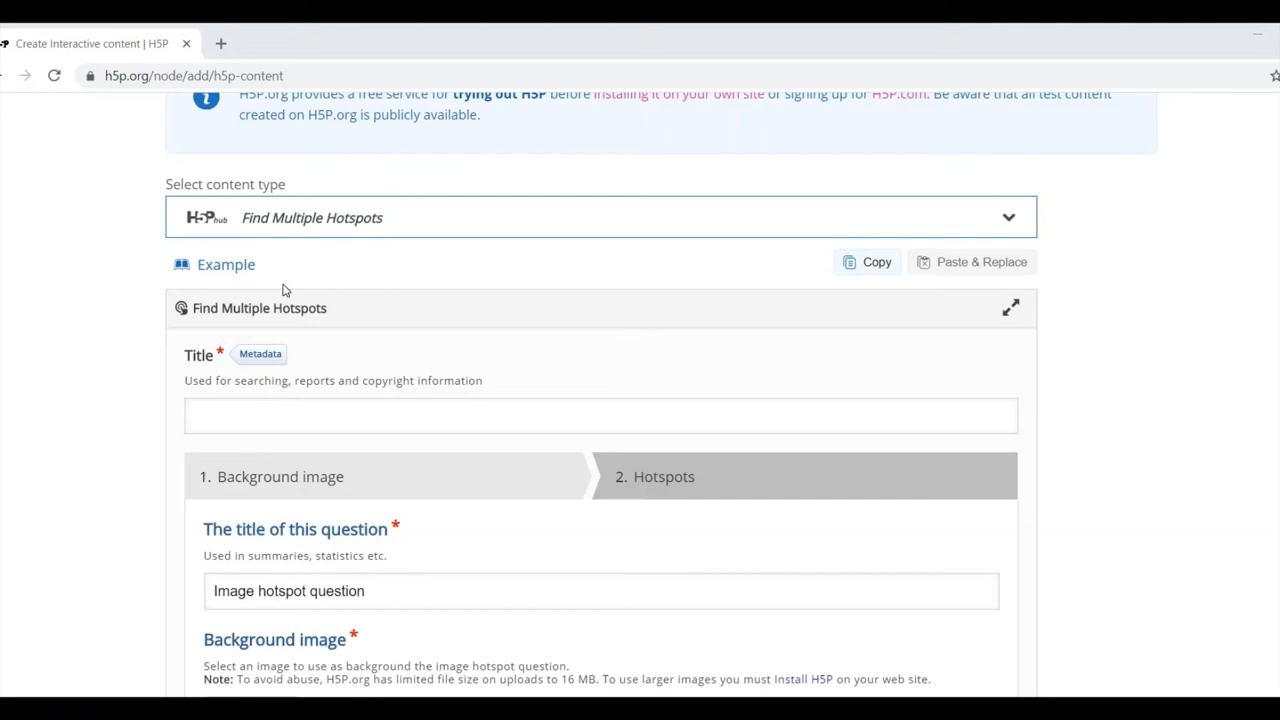 Create Interactive content | H5P
h5p.org/node/add/h5p-content
H5P.org provides a free service for trying out H5P before installing it on your own site or signing up for H5P.com. Be aware that all test content
created on H5P.org is publicly available.
Select content type
H5P hub Find Multiple Hotspots
Example
Copy
Paste & Replace
Find Multiple Hotspots
Title * Metadata
Used for searching, reports and copyright information
1. Background image
2. Hotspots
The title of this question *
Used in summaries, statistics etc.
Image hotspot question
Background image *
Select an image to use as background the image hotspot question.
Note: To avoid abuse, H5P.org has limited file size on uploads to 16 MB. To use larger images you must Install H5P on your web site.